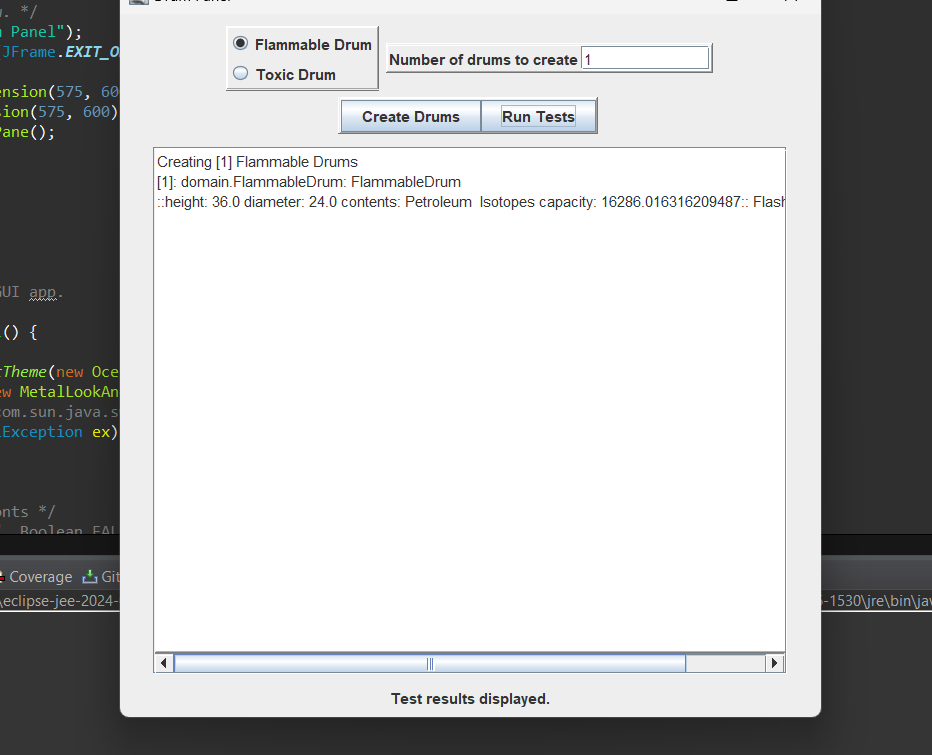 . */
Panel");
JFrame.EXIT_O
ension(575, 60
sion(575, 600)
Pane();
GUI app.
() {
tTheme(new Oce
ew MetalLookAn
com.sun.java.s
Exception ex)
onts */
Boolean FAL
Drum Panel
Flammable Drum
Toxic Drum
Number of drums to create 1
Create Drums
Run Tests
Creating [1] Flammable Drums
[1]: domain.FlammableDrum: FlammableDrum
::height: 36.0 diameter: 24.0 contents: Petroleum  Isotopes capacity: 16286.016316209487:: Flash
Test results displayed.
Coverage Git
\eclipse-jee-2024-
-1530\jre\bin\jav